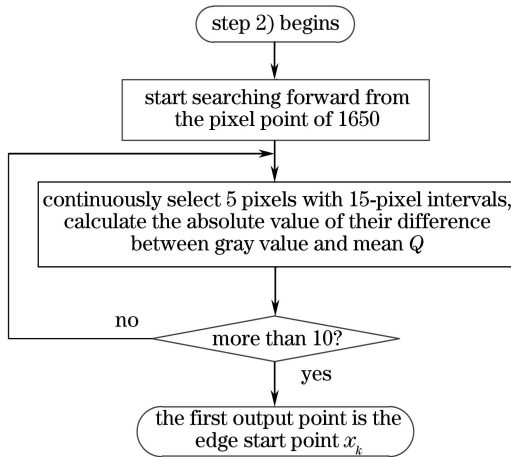 step 2) begins
start searching forward from
the pixel point of 1650
continuously select 5 pixels with 15-pixel intervals,
calculate the absolute value of their difference
between gray value and mean Q
no
more than 10?
yes
the first output point is the
edge start point xₖ